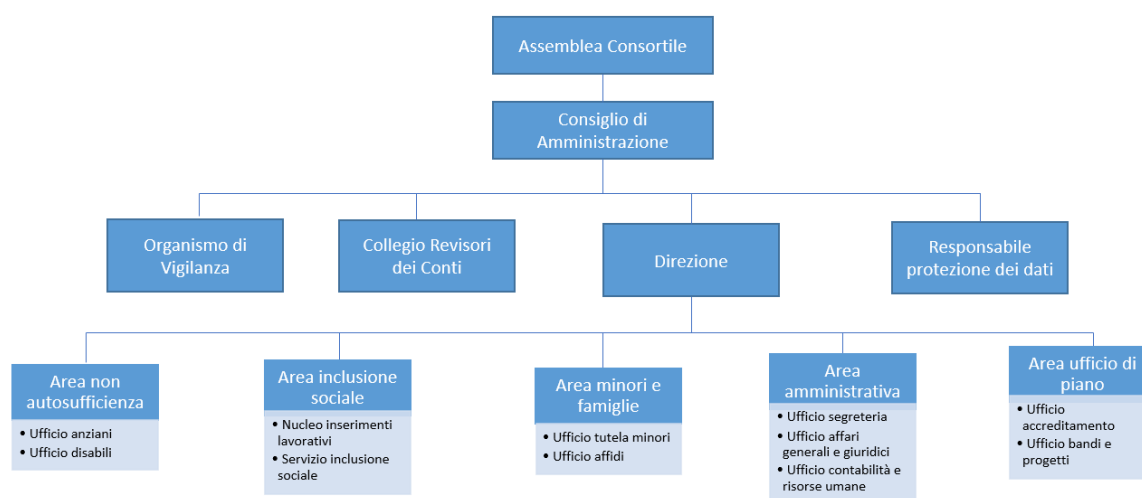 Assemblea Consortile
Consiglio di
Amministrazione
Organismo di
Vigilanza
Collegio Revisori
dei Conti
Direzione
Responsabile
protezione dei dati
Area non
autosufficienza
• Ufficio anziani
• Ufficio disabili
Area inclusione
sociale
• Nucleo inserimenti
lavorativi
• Servizio inclusione
sociale
Area minori e
famiglie
• Ufficio tutela minori
• Ufficio affidi
Area
amministrativa
• Ufficio segreteria
• Ufficio affari
generali e giuridici
• Ufficio contabilità e
risorse umane
Area ufficio di
piano
• Ufficio
accreditamento
• Ufficio bandi e
progetti